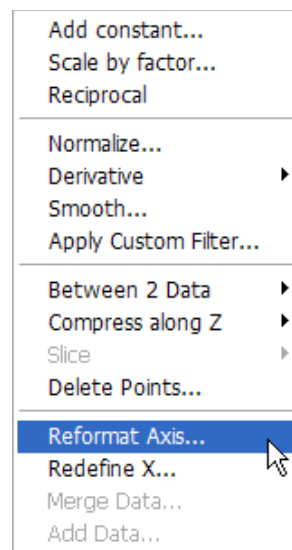 Add constant...
Scale by factor...
Reciprocal
Normalize...
Derivative
Smooth...
Apply Custom Filter...
Between 2 Data
Compress along Z
Slice
Delete Points...
Reformat Axis...
Redefine X...
Merge Data...
Add Data...